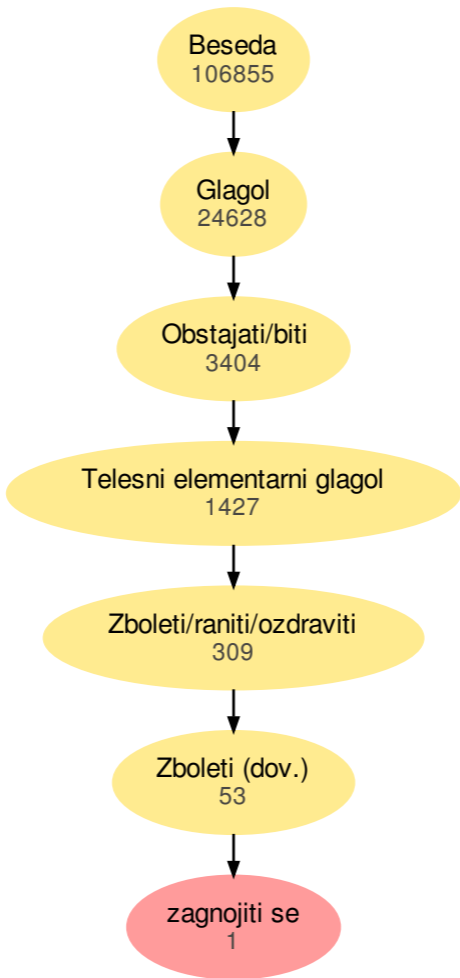 Beseda
106855
Glagol
24628
Obstajati/biti
3404
Telesni elementarni glagol
1427
Zboleti/raniti/ozdraviti
309
Zboleti (dov.)
53
zagnojiti se
1